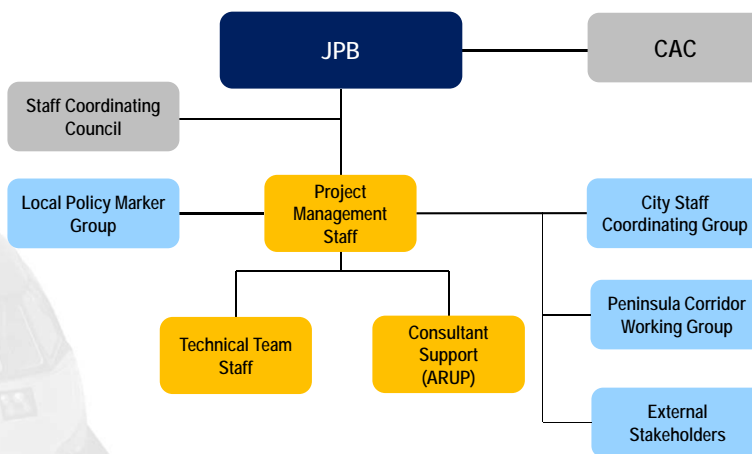 JPB
CAC
Staff Coordinating
Council
Local Policy Marker
Group
Project
Management
Staff
City Staff
Coordinating Group
Technical Team
Staff
Consultant
Support
(ARUP)
Peninsula Corridor
Working Group
External
Stakeholders